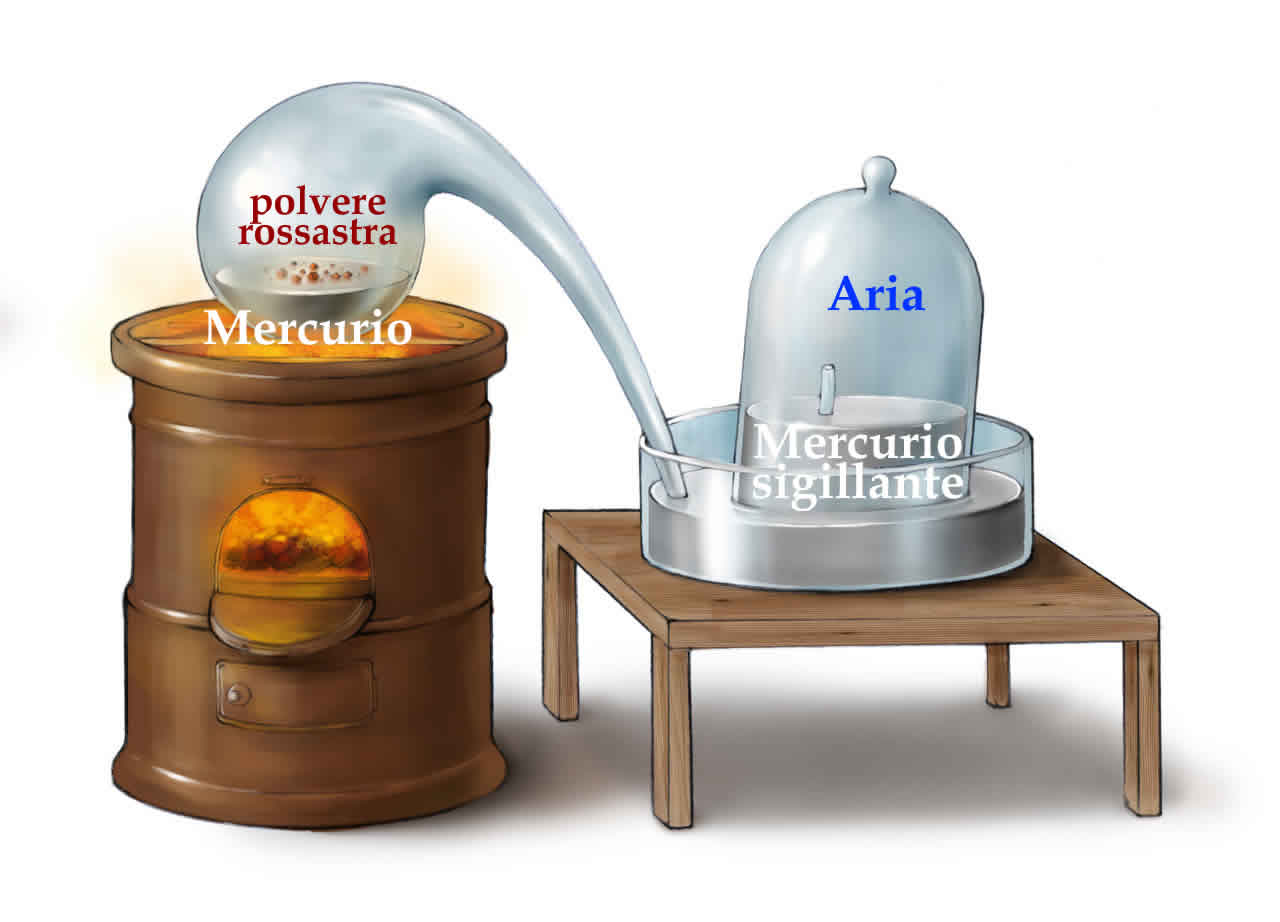 polvere
rossastra
Mercurio
Aria
Mercurio
sigillante